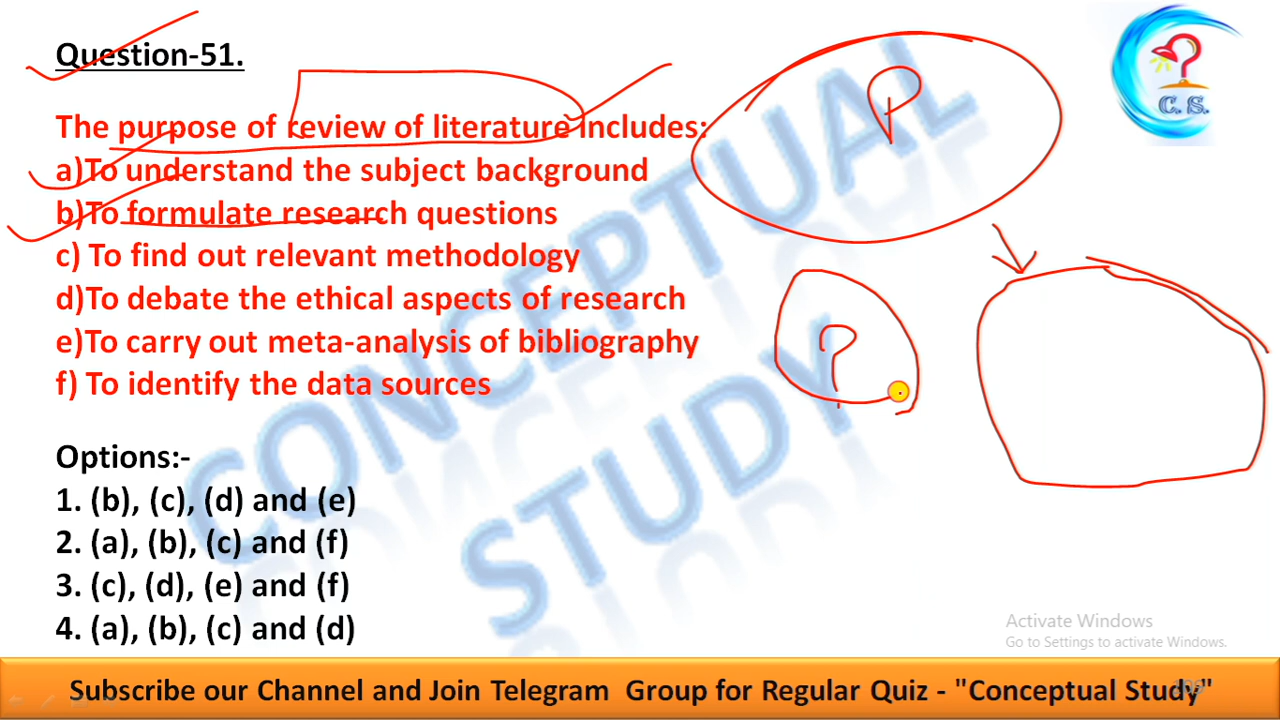 Question-51.
C. S.
P
The purpose of review of literature includes:
a)To understand the subject background
b)To formulate research questions
c) To find out relevant methodology
d)To debate the ethical aspects of research
e)To carry out meta-analysis of bibliography
f) To identify the data sources
?
CONCEPTUAL
STUDY
Options:-
1. (b), (c), (d) and (e)
2. (a), (b), (c) and (f)
3. (c), (d), (e) and (f)
4. (a), (b), (c) and (d)
Activate Windows
Go to Settings to activate Windows.
Subscribe our Channel and Join Telegram Group for Regular Quiz - "Conceptual Study"